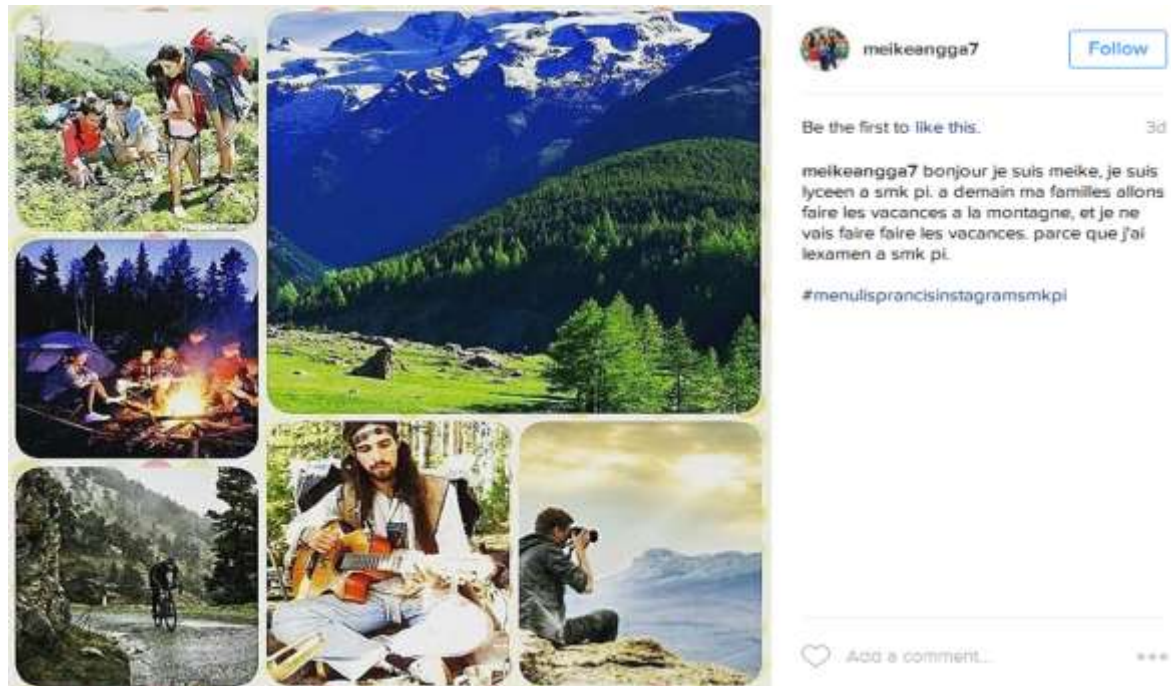 meikeangga7
Follow
Be the first to like this.
3d
meikeangga7 bonjour je suis meike, je suis
lyceen a smk pi. a demain ma familles allons
faire les vacances a la montagne, et je ne
vais faire faire les vacances. parce que j'ai
lexamen a smk pi.
#menulisprancisinstagramsmkpi
Add a comment...